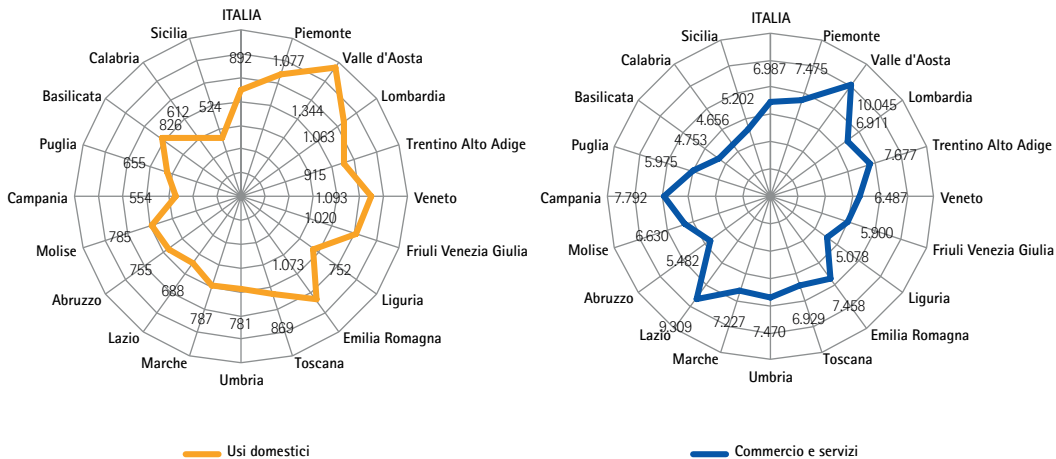 ITALIA
Piemonte
Valle d'Aosta
Lombardia
Trentino Alto Adige
Veneto
Friuli Venezia Giulia
Liguria
Emilia Romagna
Toscana
Umbria
Marche
Lazio
Abruzzo
Molise
Campania
Puglia
Basilicata
Calabria
Sicilia
892
1.077
1.344
1.063
915
1.093
1.020
752
1.073
869
781
787
688
755
785
554
655
826
612
524
Usi domestici
ITALIA
Piemonte
Valle d'Aosta
Lombardia
Trentino Alto Adige
Veneto
Friuli Venezia Giulia
Liguria
Emilia Romagna
Toscana
Umbria
Marche
Lazio
Abruzzo
Molise
Campania
Puglia
Basilicata
Calabria
Sicilia
6.987
7.475
10.045
6.911
7.677
6.487
5.900
5.078
7.458
6.929
7.470
7.227
9.309
5.482
6.630
7.792
5.975
4.753
4.656
5.202
Commercio e servizi